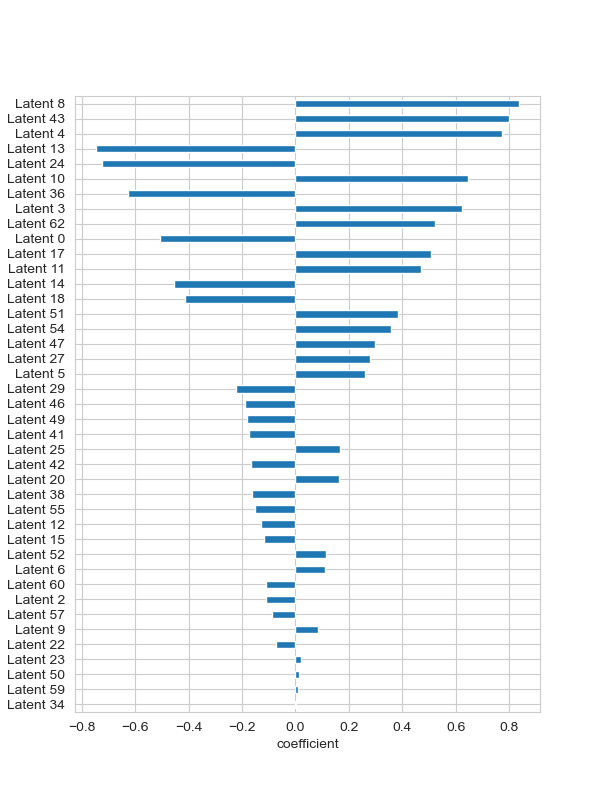 Latent 8
Latent 43
Latent 4
Latent 13
Latent 24
Latent 10
Latent 36
Latent 3
Latent 62
Latent 0
Latent 17
Latent 11
Latent 14
Latent 18
Latent 51
Latent 54
Latent 47
Latent 27
Latent 5
Latent 29
Latent 46
Latent 49
Latent 41
Latent 25
Latent 42
Latent 20
Latent 38
Latent 55
Latent 12
Latent 15
Latent 52
Latent 6
Latent 60
Latent 2
Latent 57
Latent 9
Latent 22
Latent 23
Latent 50
Latent 59
Latent 34
−0.8 −0.6 −0.4 −0.2 0.0 0.2 0.4 0.6 0.8
coefficient